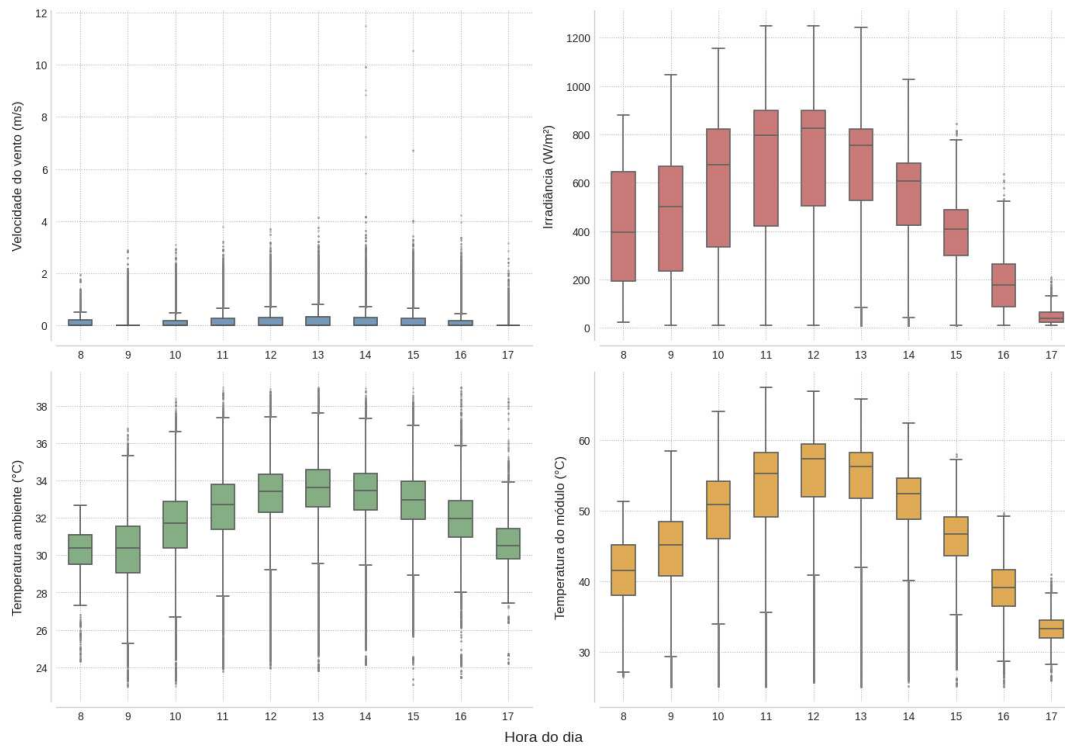 Velocidade do vento (m/s)
12
10
8
6
4
2
0
8 9 10 11 12 13 14 15 16 17
Irradiância (W/m²)
1200
1000
800
600
400
200
0
8 9 10 11 12 13 14 15 16 17
Temperatura ambiente (°C)
38
36
34
32
30
28
26
24
8 9 10 11 12 13 14 15 16 17
Temperatura do módulo (°C)
60
50
40
30
8 9 10 11 12 13 14 15 16 17
Hora do dia